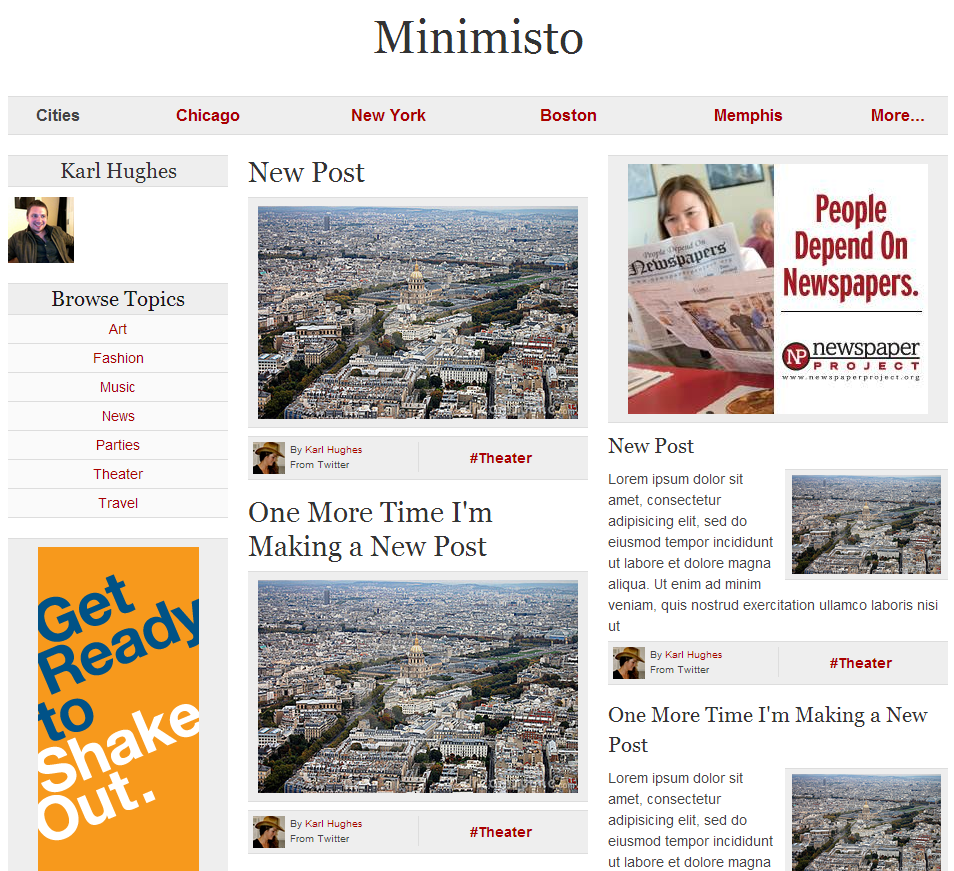 Minimisto
Cities Chicago New York Boston Memphis More...
Karl Hughes
Browse Topics
Art
Fashion
Music
News
Parties
Theater
Travel
Get
Ready
to
Shake
Out.
New Post
By Karl Hughes
From Twitter
#Theater
One More Time I'm
Making a New Post
By Karl Hughes
From Twitter
#Theater
People Depend On
Newspapers
People
Depend On
Newspapers.
NP newspaper
PROJECT
www.newspaperproject.org
New Post
Lorem ipsum dolor sit
amet, consectetur
adipisicing elit, sed do
eiusmod tempor incididunt
ut labore et dolore magna
aliqua. Ut enim ad minim
veniam, quis nostrud exercitation ullamco laboris nisi
ut
By Karl Hughes
From Twitter
#Theater
One More Time I'm Making a New
Post
Lorem ipsum dolor sit
amet, consectetur
adipisicing elit, sed do
eiusmod tempor incididunt
ut labore et dolore magna